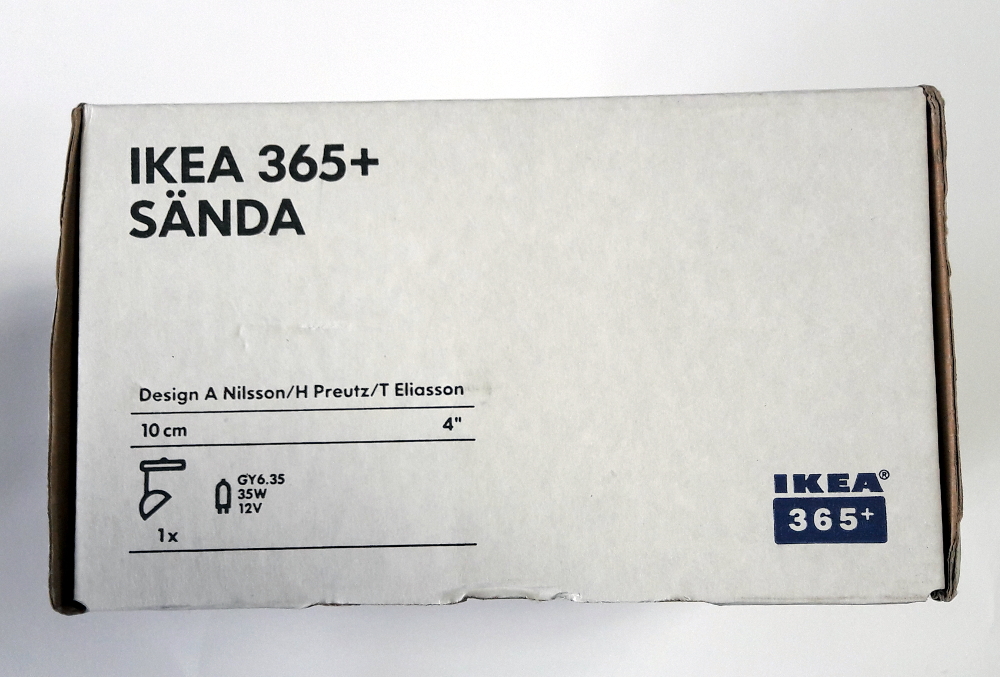 IKEA 365+
SÄNDA
Design A Nilsson/H Preutz/T Eliasson
10 cm 4"
GY6.35
35W
12V
1x
IKEA®
365+